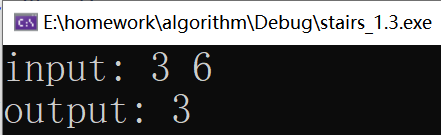 E:\homework\algorithm\Debug\stairs_1.3.exe
input: 3 6
output: 3